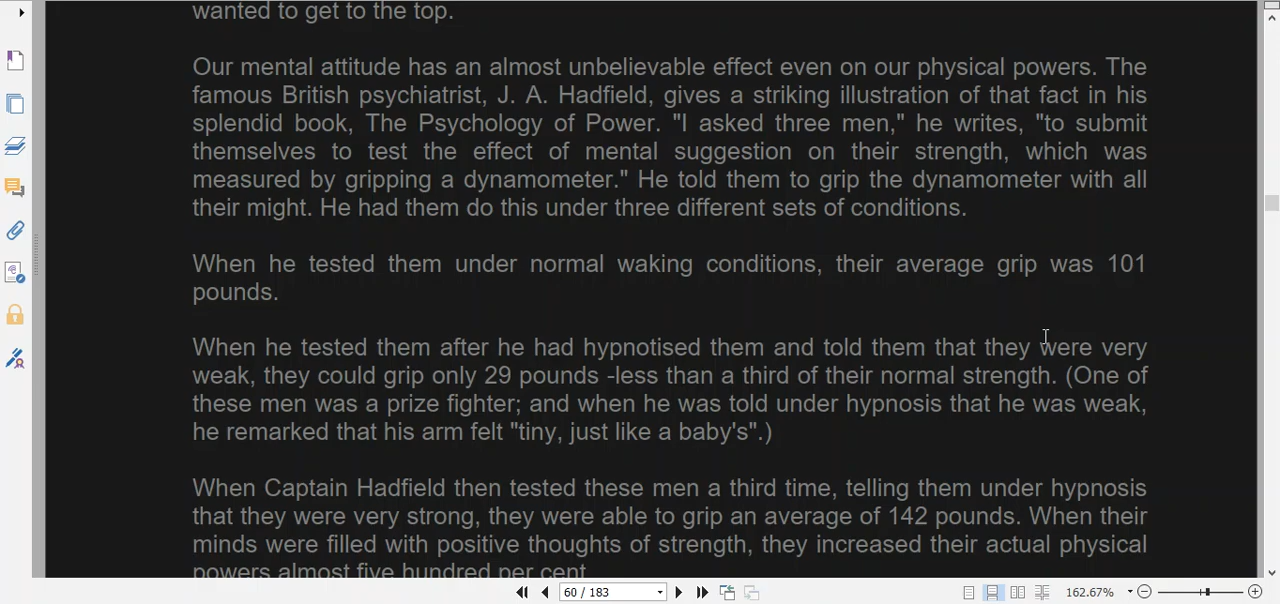 wanted to get to the top.
Our mental attitude has an almost unbelievable effect even on our physical powers. The
famous British psychiatrist, J. A. Hadfield, gives a striking illustration of that fact in his
splendid book, The Psychology of Power. "I asked three men," he writes, "to submit
themselves to test the effect of mental suggestion on their strength, which was
measured by gripping a dynamometer." He told them to grip the dynamometer with all
their might. He had them do this under three different sets of conditions.
When he tested them under normal waking conditions, their average grip was 101
pounds.
When he tested them after he had hypnotised them and told them that they were very
weak, they could grip only 29 pounds -less than a third of their normal strength. (One of
these men was a prize fighter; and when he was told under hypnosis that he was weak,
he remarked that his arm felt "tiny, just like a baby's".)
When Captain Hadfield then tested these men a third time, telling them under hypnosis
that they were very strong, they were able to grip an average of 142 pounds. When their
minds were filled with positive thoughts of strength, they increased their actual physical
powers almost five hundred per cent
60 / 183
162.67%